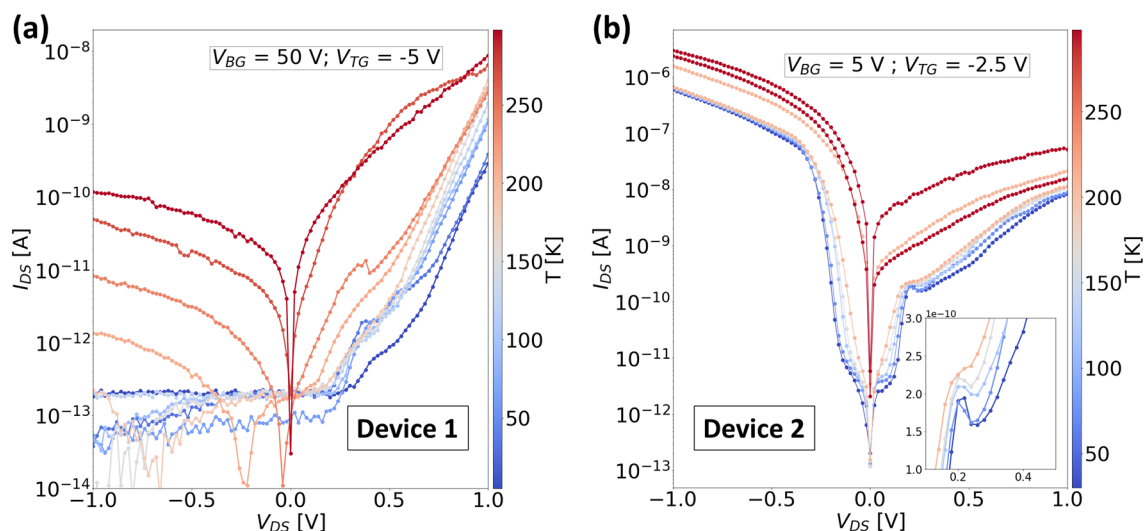 (a)
V_BG = 50 V; V_TG = -5 V
10⁻⁸
10⁻⁹
10⁻¹⁰
10⁻¹¹
10⁻¹²
10⁻¹³
10⁻¹⁴
I_DS [A]
−1.0 −0.5 0.0 0.5 1.0
V_DS [V]
Device 1
250
200
150
100
50
T [K]
(b)
V_BG = 5 V ; V_TG = -2.5 V
10⁻⁶
10⁻⁷
10⁻⁸
10⁻⁹
10⁻¹⁰
10⁻¹¹
10⁻¹²
10⁻¹³
I_DS [A]
−1.0 −0.5 0.0 0.5 1.0
V_DS [V]
Device 2
1e−10
3.0
2.5
2.0
1.5
1.0
0.2 0.4
250
200
150
100
50
T [K]